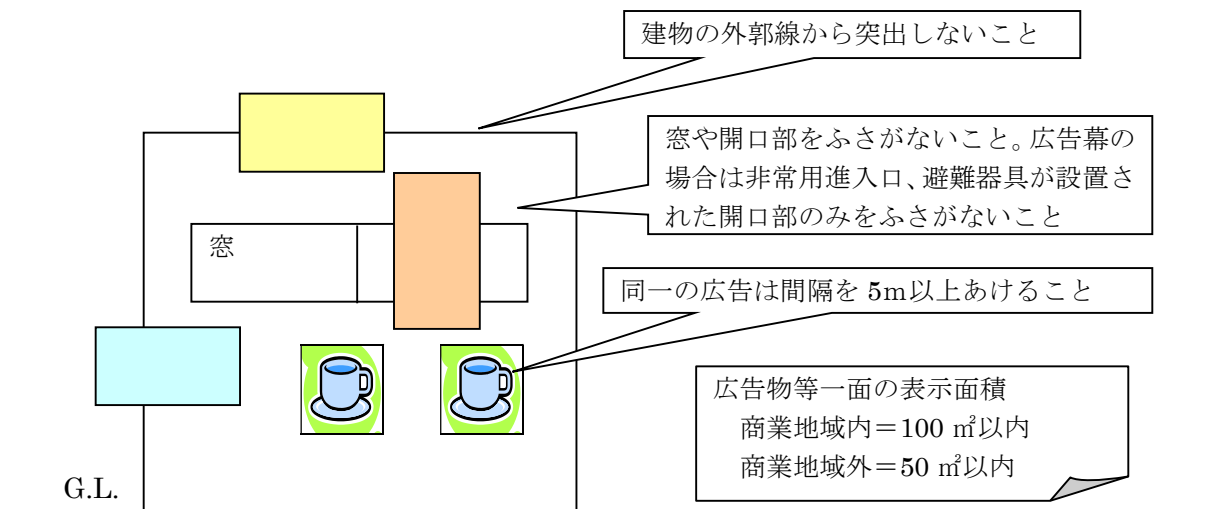 建物の外郭線から突出しないこと
窓や開口部をふさがないこと。広告幕の
場合は非常用進入口、避難器具が設置さ
れた開口部のみをふさがないこと
窓
同一の広告は間隔を 5m以上あけること
広告物等一面の表示面積
商業地域内＝100 ㎡以内
商業地域外＝50 ㎡以内
G.L.